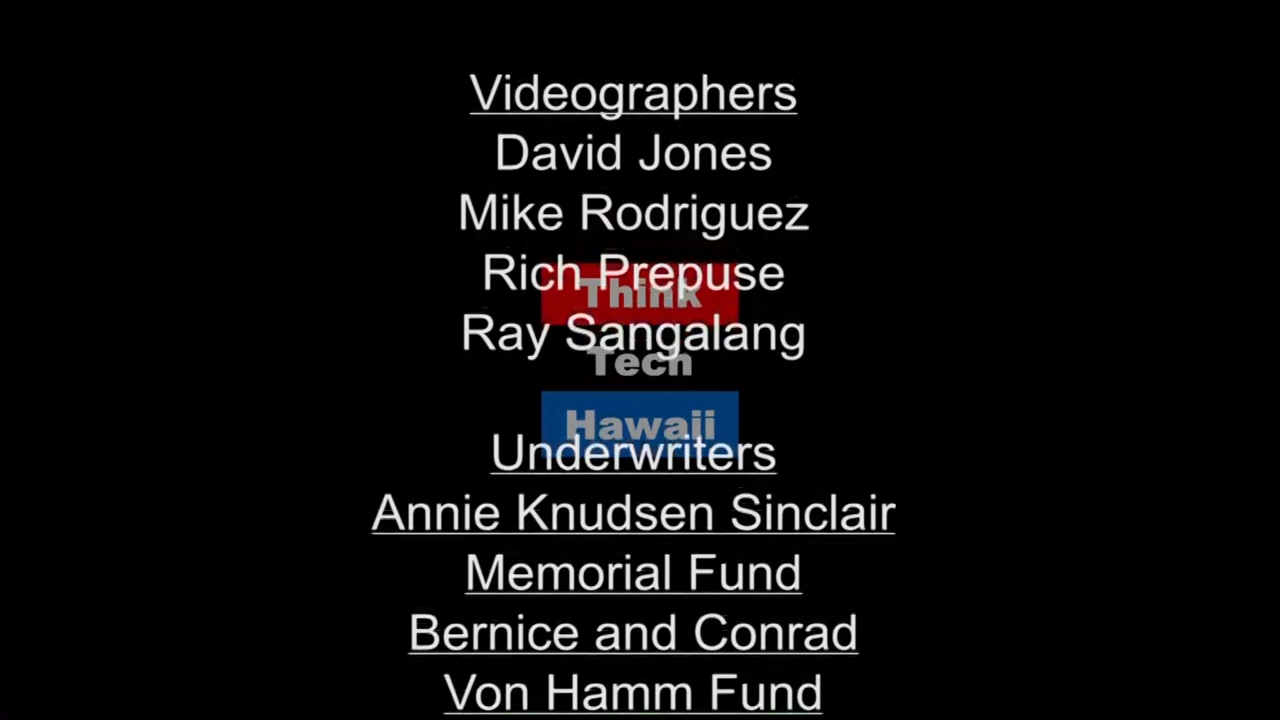 Videographers
David Jones
Mike Rodriguez
Rich Prepuse
Think
Ray Sangalang
Tech
Hawaii
Underwriters
Annie Knudsen Sinclair
Memorial Fund
Bernice and Conrad
Von Hamm Fund